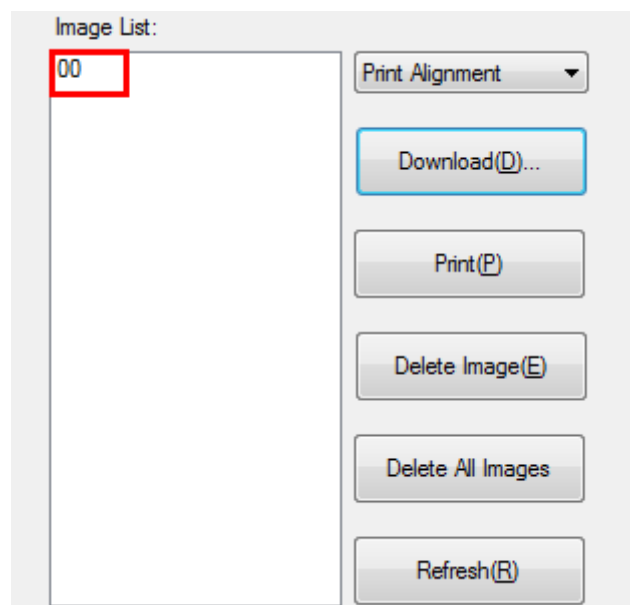 Image List:
00
Print Alignment
Download(D)...
Print(P)
Delete Image(E)
Delete All Images
Refresh(R)